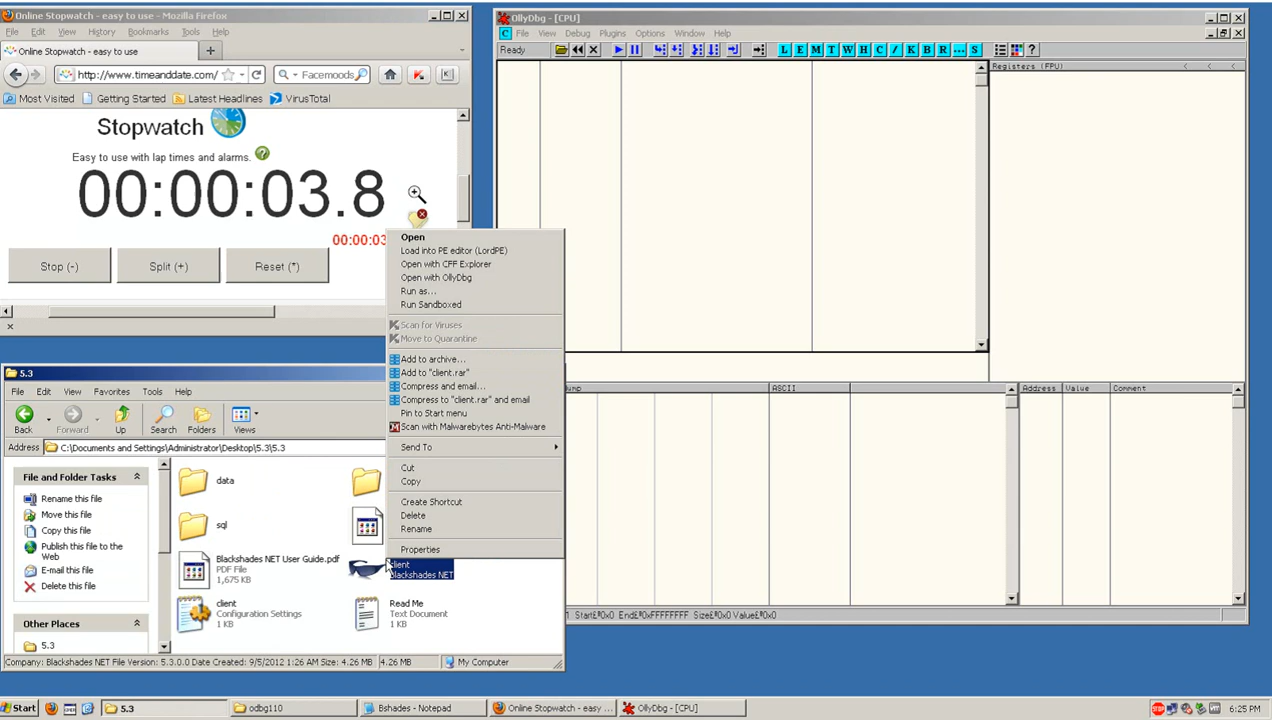 Online Stopwatch - easy to use - Mozilla Firefox
File Edit View History Bookmarks Tools Help
Online Stopwatch - easy to use
http://www.timeanddate.com/
Facemoods
Most Visited Getting Started Latest Headlines VirusTotal
Stopwatch
Easy to use with lap times and alarms.
00:00:03.8
00:00:03
Stop (-) Split (+) Reset (*)
OllyDbg - [CPU]
C File View Debug Plugins Options Window Help
Ready L E M T W H C / K B R ... S ?
Registers (FPU) < < <
Open
Load into PE editor (LordPE)
Open with CFF Explorer
Open with OllyDbg
Run as...
Run Sandboxed
Scan for Viruses
Move to Quarantine
Add to archive...
Add to "client.rar"
Compress and email...
Compress to "client.rar" and email
Pin to Start menu
Scan with Malwarebytes Anti-Malware
Send To
Cut
Copy
Create Shortcut
Delete
Rename
Properties
5.3
File Edit View Favorites Tools Help
Back Forward Up Search Folders Views
Address C:\Documents and Settings\Administrator\Desktop\5.3\5.3
File and Folder Tasks
Rename this file
Move this file
Copy this file
Publish this file to the
Web
E-mail this file
Delete this file
Other Places
5.3
data
sql
Blackshades NET User Guide.pdf
PDF File
1,675 KB
client
Blackshades NET
client
Configuration Settings
1 KB
Read Me
Text Document
1 KB
Company: Blackshades NET File Version: 5.3.0.0 Date Created: 9/5/2012 1:26 AM Size: 4.26 MB 4.26 MB My Computer
ASCII
Address Value Comment
Start:0x0 End:0xFFFFFFFF Size:0x0 Value:0x0
Start 5.3 odbg110 Bshades - Notepad Online Stopwatch - easy ... OllyDbg - [CPU] 6:25 PM